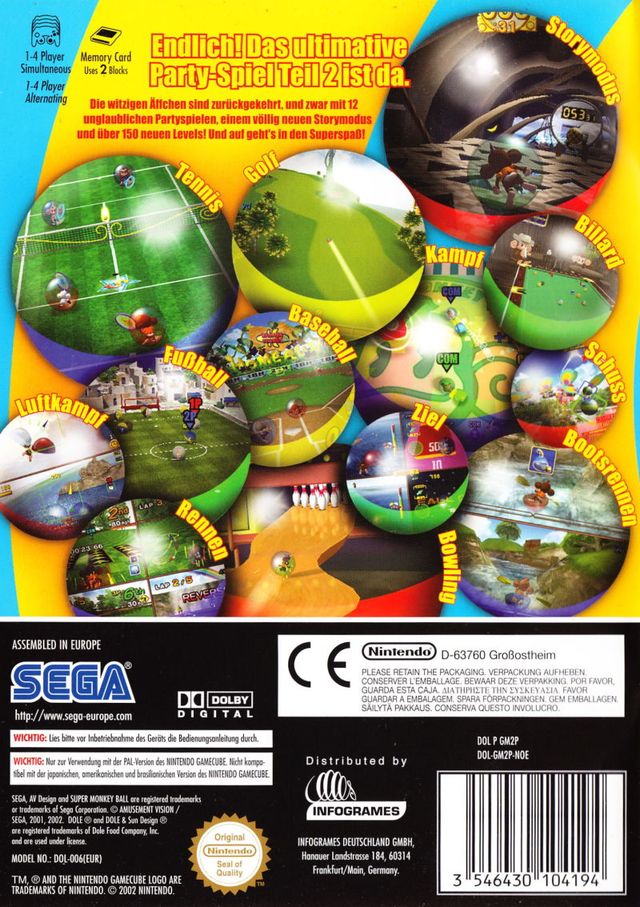 1-4 Player
Simultaneous
1-4 Player
Alternating
Memory Card
Uses 2 Blocks
Endlich! Das ultimative
Party-Spiel Teil 2 ist da.
Die witzigen Äffchen sind zurückgekehrt, und zwar mit 12
unglaublichen Partyspielen, einem völlig neuen Storymodus
und über 150 neuen Levels! Und auf geht's in den Superspaß!
Storymodus
Tennis
Golf
Kampf
Billard
COM
COM
Baseball
Fußball
Schuss
Luftkampf
Ziel
Bootsrennen
Rennen
LAP 2/5
Bowling
ASSEMBLED IN EUROPE
SEGA®
http://www.sega-europe.com
DOLBY
DIGITAL
CE
Nintendo® D-63760 Großostheim
PLEASE RETAIN THE PACKAGING. VERPACKUNG AUFHEBEN.
CONSERVER L'EMBALLAGE. BEWAAR DEZE VERPAKKING. POR FAVOR,
GUARDA ESTA CAJA. ΔΙΑΤΗΡΗΣΤΕ ΤΗΝ ΣΥΣΚΕΥΑΣΙΑ. FAVOR
GUARDAR A EMBALAGEM. SPARA FÖRPACKNINGEN. GEM EMBALLAGEN.
SÄILYTÄ PAKKAUS. CONSERVA QUESTO INVOLUCRO.
WICHTIG: Lies bitte vor Inbetriebnahme des Geräts die Bedienungsanleitung durch.
WICHTIG: Nur zur Verwendung mit der PAL-Version des NINTENDO GAMECUBE. Nicht kompa-
tibel mit der japanischen, amerikanischen und brasilianischen Version des NINTENDO GAMECUBE.
DOL P GM2P
DOL-GM2P-NOE
Distributed by
INFOGRAMES
INFOGRAMES DEUTSCHLAND GMBH,
Hanauer Landstrasse 184, 60314
Frankfurt/Main, Germany.
SEGA, AV Design and SUPER MONKEY BALL are registered trademarks
or trademarks of Sega Corporation. © AMUSEMENT VISION /
SEGA, 2001, 2002. DOLE ® and DOLE & Sun Design ®
are registered trademarks of Dole Food Company, Inc.
and are used under license.
MODEL NO.: DOL-006(EUR)
TM, ® AND THE NINTENDO GAMECUBE LOGO ARE
TRADEMARKS OF NINTENDO. © 2002 NINTENDO.
Original
Nintendo
Seal of
Quality
TM
3 546430 104194